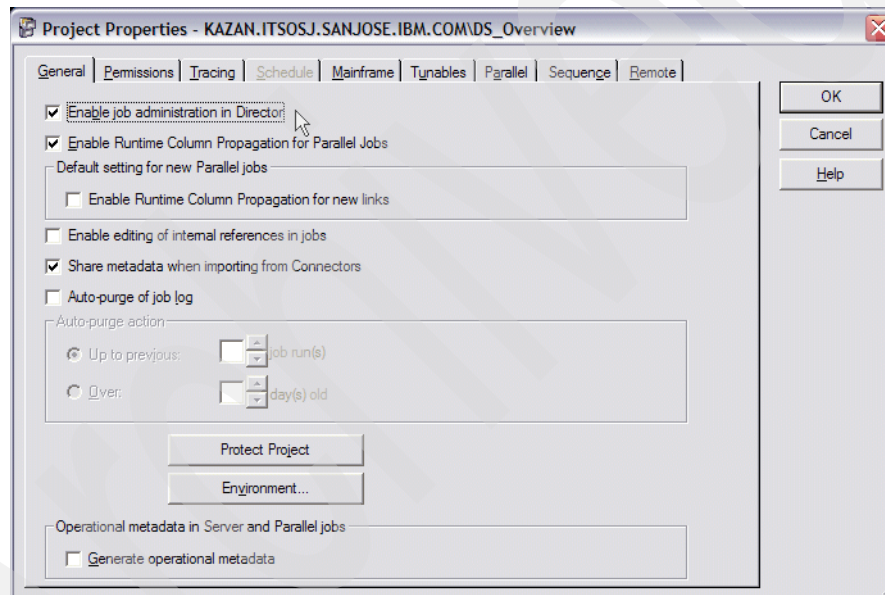 Project Properties - KAZAN.ITSOSJ.SANJOSE.IBM.COM\DS_Overview
General Permissions Tracing Schedule Mainframe Tunables Parallel Sequence Remote
OK
Cancel
Help
Enable job administration in Director
Enable Runtime Column Propagation for Parallel Jobs
Default setting for new Parallel jobs
Enable Runtime Column Propagation for new links
Enable editing of internal references in jobs
Share metadata when importing from Connectors
Auto-purge of job log
Auto-purge action
Up to previous: job run(s)
Over: day(s) old
Protect Project
Environment...
Operational metadata in Server and Parallel jobs
Generate operational metadata